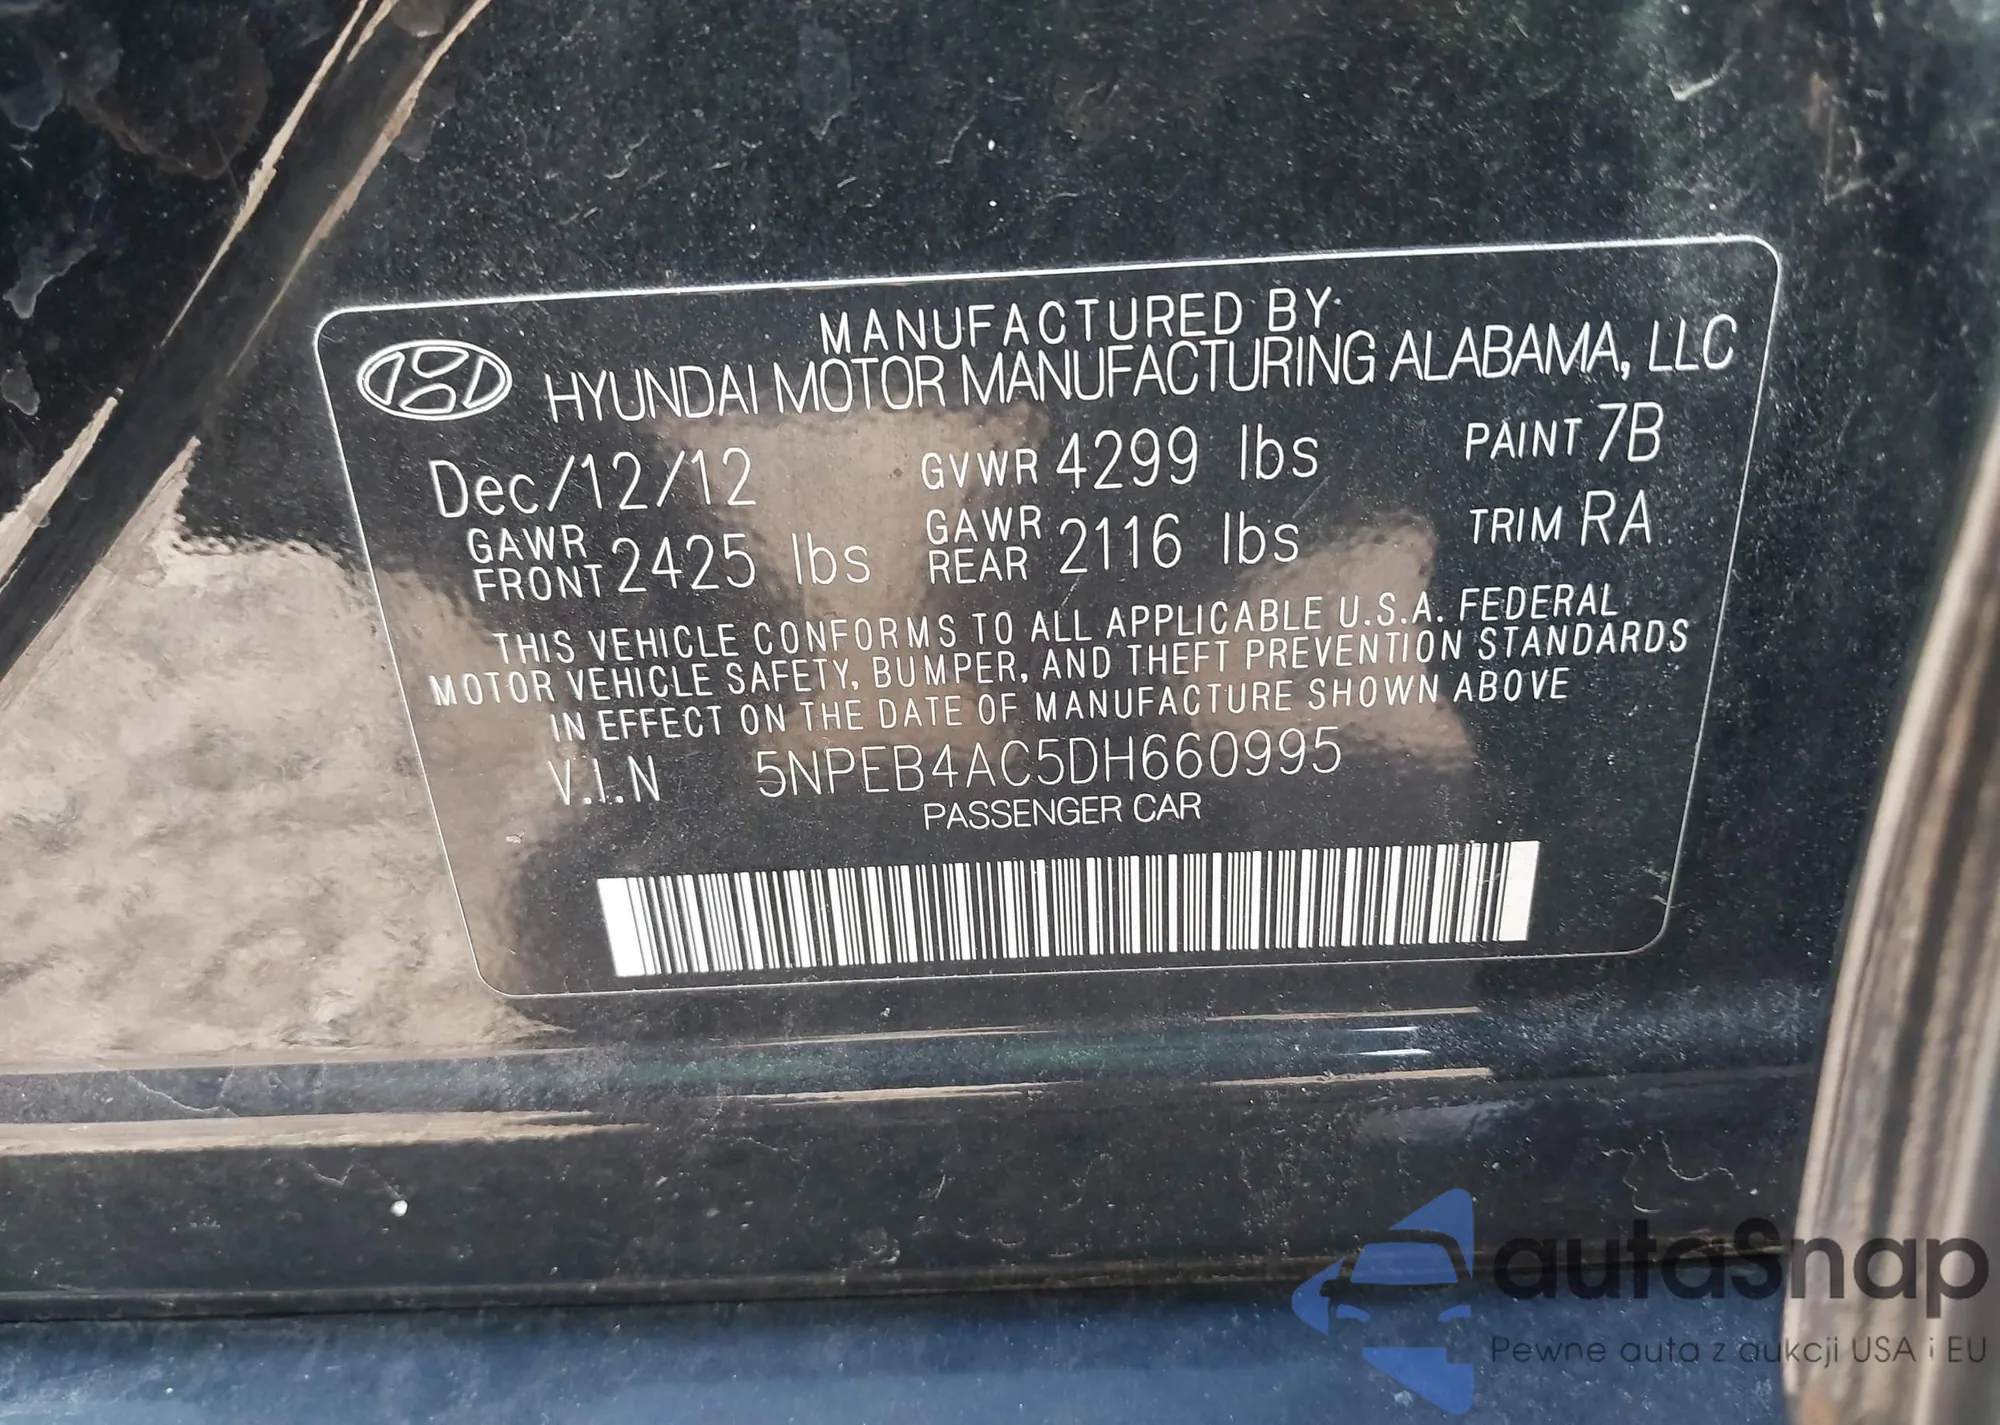 MANUFACTURED BY
HYUNDAI MOTOR MANUFACTURING ALABAMA, LLC
Dec/12/12 GVWR 4299 lbs PAINT 7B
GAWR FRONT 2425 lbs GAWR REAR 2116 lbs TRIM RA
THIS VEHICLE CONFORMS TO ALL APPLICABLE U.S.A. FEDERAL
MOTOR VEHICLE SAFETY, BUMPER, AND THEFT PREVENTION STANDARDS
IN EFFECT ON THE DATE OF MANUFACTURE SHOWN ABOVE
V.I.N 5NPEB4AC5DH660995
PASSENGER CAR
autaSnap
Pewne auta z aukcji USA i EU